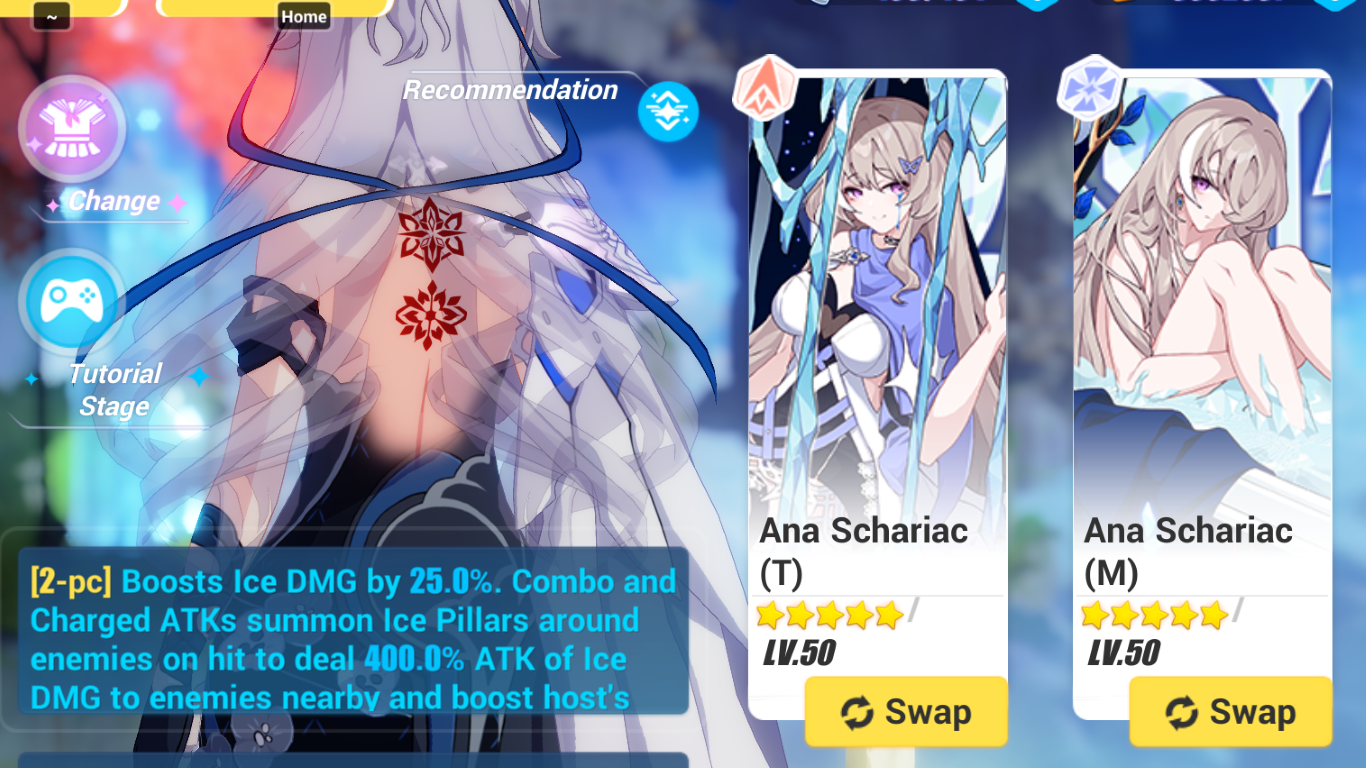 ~
Home
Recommendation
Change
Tutorial
Stage
[2-pc] Boosts Ice DMG by 25.0%. Combo and
Charged ATKs summon Ice Pillars around
enemies on hit to deal 400.0% ATK of Ice
DMG to enemies nearby and boost host's
Ana Schariac
(T)
/
LV.50
Swap
Ana Schariac
(M)
/
LV.50
Swap